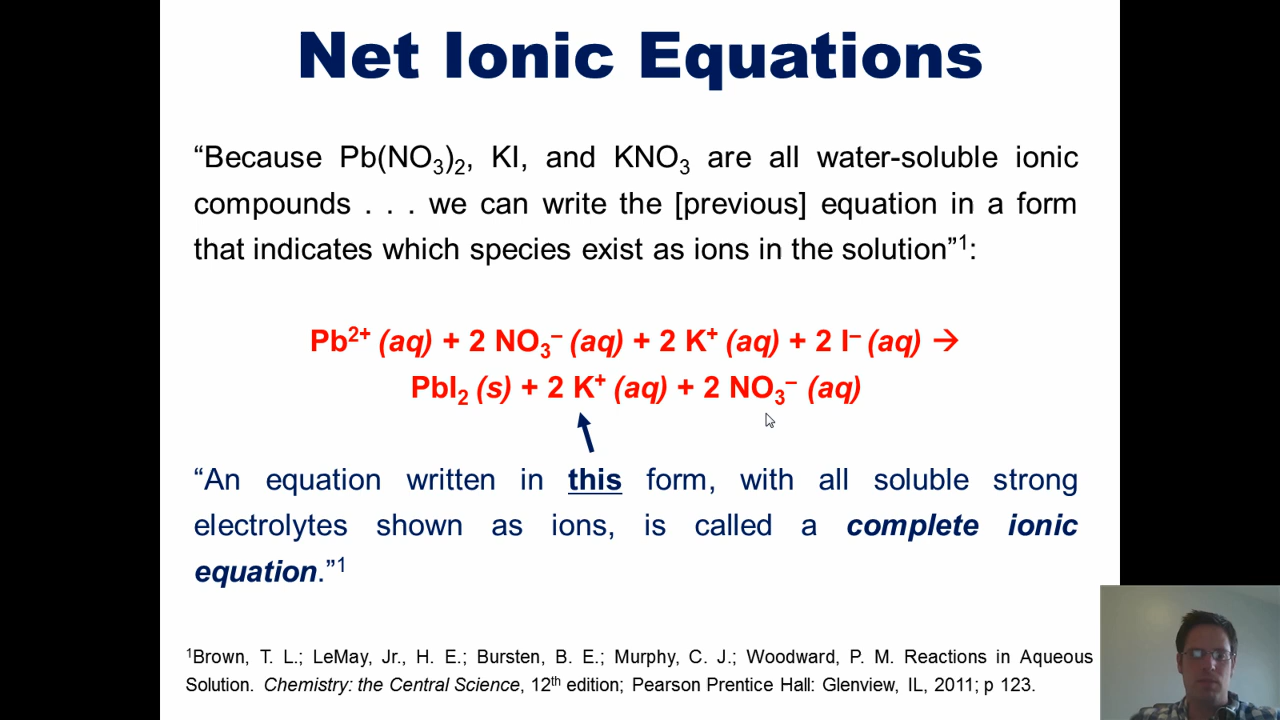 Net Ionic Equations
“Because Pb(NO₃)₂, KI, and KNO₃ are all water-soluble ionic
compounds . . . we can write the [previous] equation in a form
that indicates which species exist as ions in the solution”¹:
Pb²⁺ (aq) + 2 NO₃⁻ (aq) + 2 K⁺ (aq) + 2 I⁻ (aq) →
PbI₂ (s) + 2 K⁺ (aq) + 2 NO₃⁻ (aq)
“An equation written in this form, with all soluble strong
electrolytes shown as ions, is called a complete ionic
equation.”¹
¹Brown, T. L.; LeMay, Jr., H. E.; Bursten, B. E.; Murphy, C. J.; Woodward, P. M. Reactions in Aqueous
Solution. Chemistry: the Central Science, 12th edition; Pearson Prentice Hall: Glenview, IL, 2011; p 123.